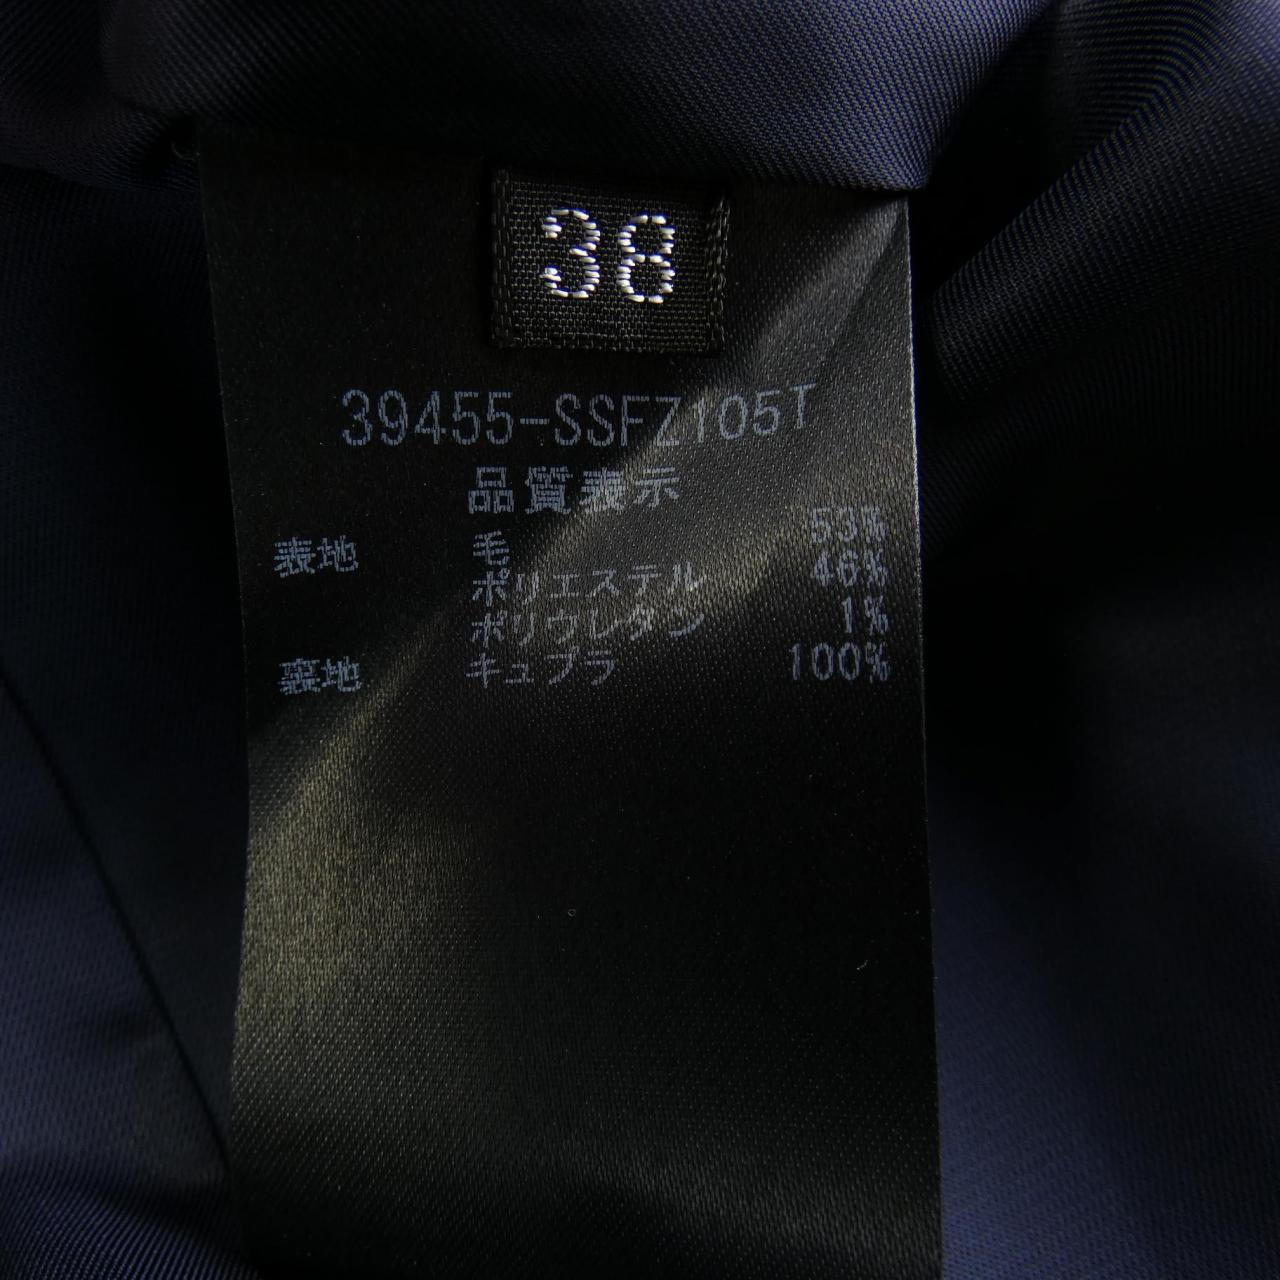 38
39455-SSFZ105T
品質表示
表地 毛 53%
ポリエステル 46%
ポリウレタン 1%
裏地 キュプラ 100%